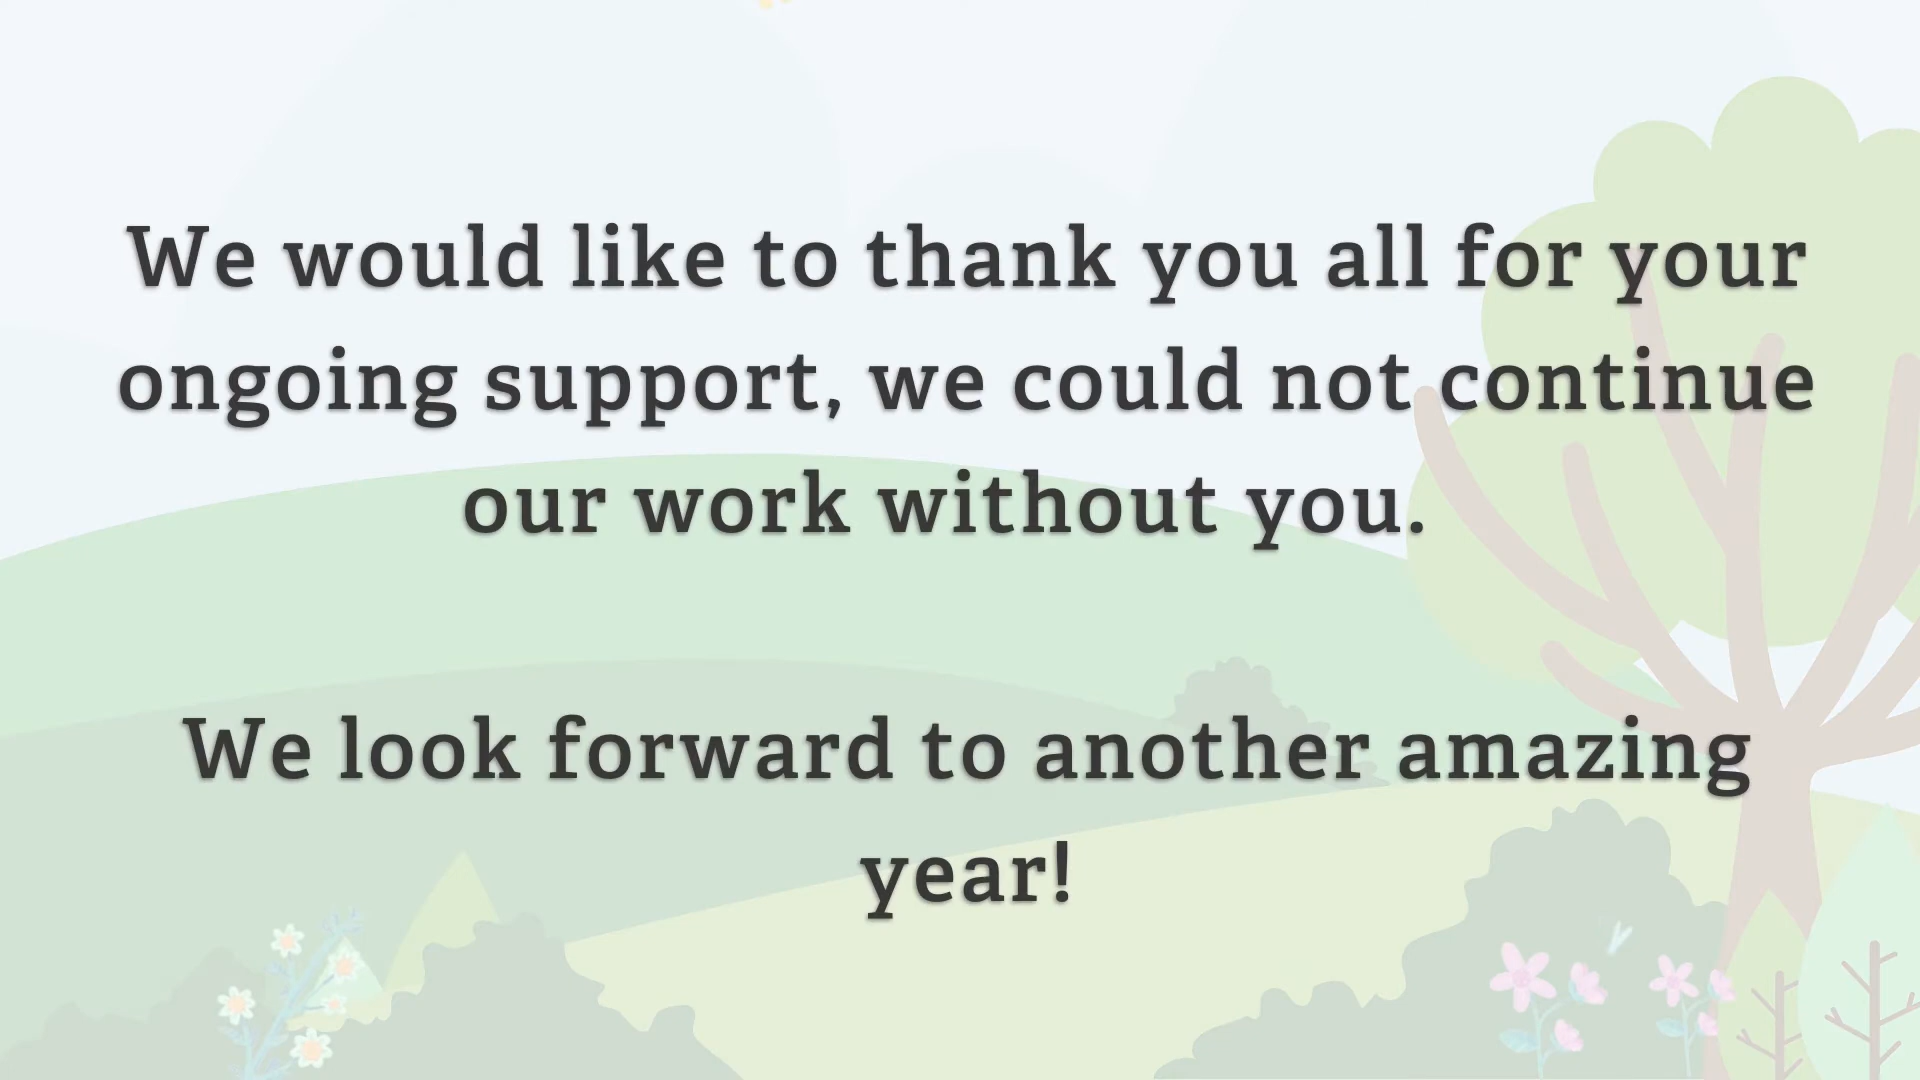 We would like to thank you all for your
ongoing support, we could not continue
our work without you.
We look forward to another amazing
year!